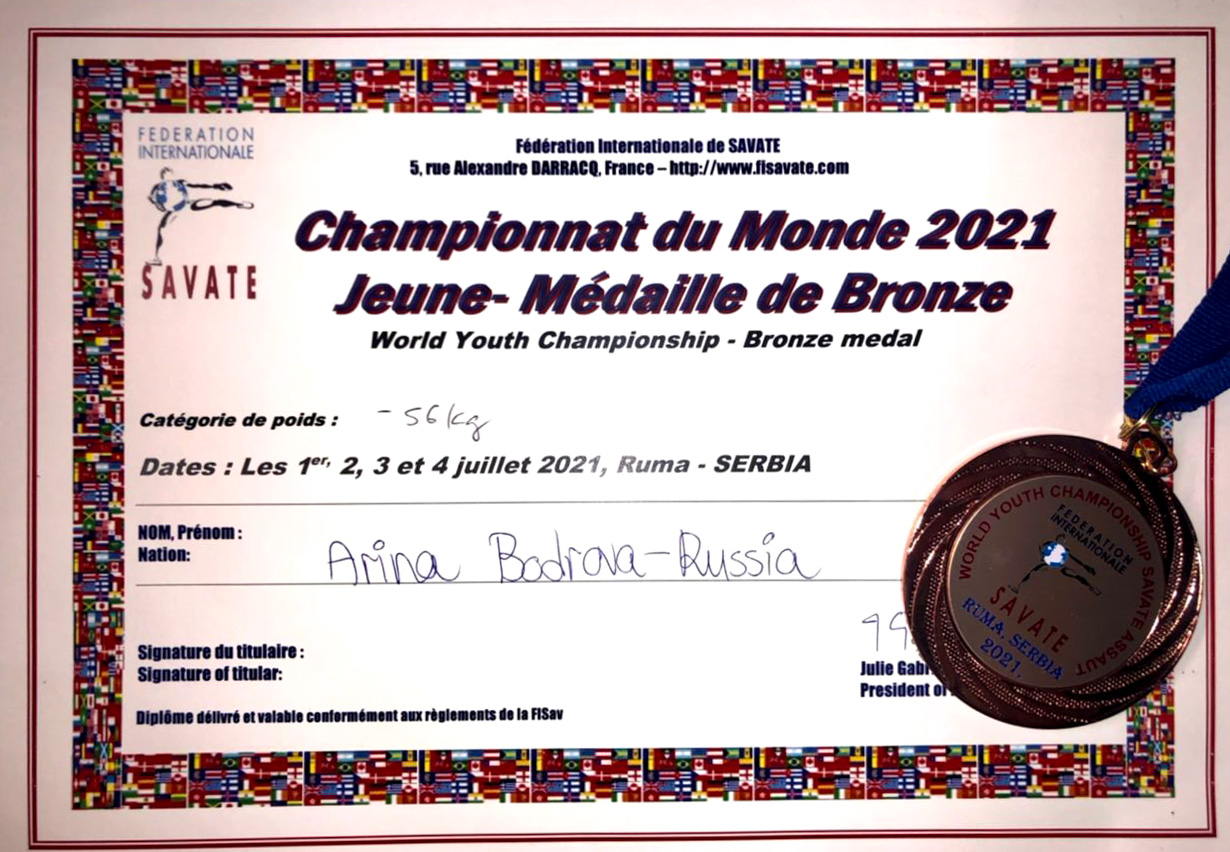 FEDERATION
INTERNATIONALE
SAVATE
Fédération Internationale de SAVATE
5, rue Alexandre DARRACQ, France – http://www.fisavate.com
Championnat du Monde 2021
Jeune- Médaille de Bronze
World Youth Championship - Bronze medal
Catégorie de poids : - 56 kg
Dates : Les 1er, 2, 3 et 4 juillet 2021, Ruma - SERBIA
NOM, Prénom :
Nation:
Arina Bodrova-Russia
Signature du titulaire :
Signature of titular:
Julie
President
Diplôme délivré et valable conformément aux règlements de la FISav
WORLD YOUTH CHAMPIONSHIP SAVATE ASSAUT
FEDERATION
INTERNATIONALE
SAVATE
RUMA, SERBIA
2021.